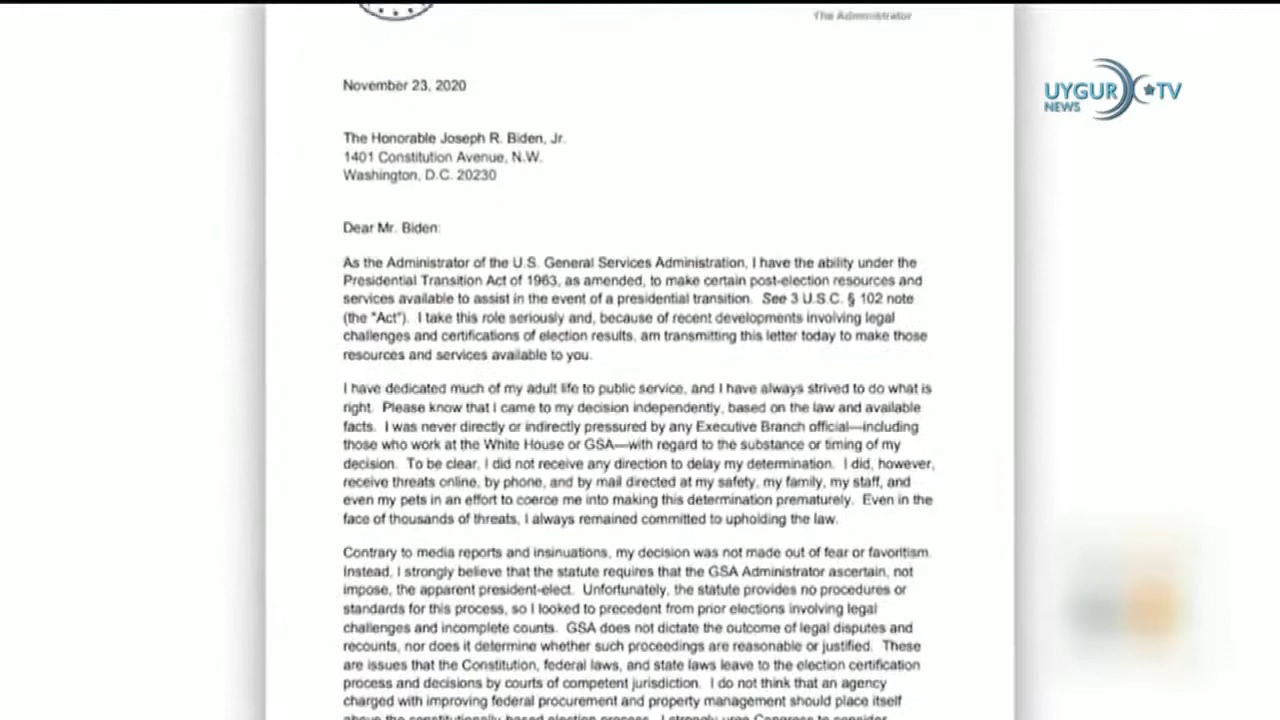 The Administrator
UYGUR TV
NEWS
November 23, 2020
The Honorable Joseph R. Biden, Jr.
1401 Constitution Avenue, N.W.
Washington, D.C. 20230
Dear Mr. Biden:
As the Administrator of the U.S. General Services Administration, I have the ability under the
Presidential Transition Act of 1963, as amended, to make certain post-election resources and
services available to assist in the event of a presidential transition. See 3 U.S.C. § 102 note
(the "Act"). I take this role seriously and, because of recent developments involving legal
challenges and certifications of election results, am transmitting this letter today to make those
resources and services available to you.
I have dedicated much of my adult life to public service, and I have always strived to do what is
right. Please know that I came to my decision independently, based on the law and available
facts. I was never directly or indirectly pressured by any Executive Branch official—including
those who work at the White House or GSA—with regard to the substance or timing of my
decision. To be clear, I did not receive any direction to delay my determination. I did, however,
receive threats online, by phone, and by mail directed at my safety, my family, my staff, and
even my pets in an effort to coerce me into making this determination prematurely. Even in the
face of thousands of threats, I always remained committed to upholding the law.
Contrary to media reports and insinuations, my decision was not made out of fear or favoritism.
Instead, I strongly believe that the statute requires that the GSA Administrator ascertain, not
impose, the apparent president-elect. Unfortunately, the statute provides no procedures or
standards for this process, so I looked to precedent from prior elections involving legal
challenges and incomplete counts. GSA does not dictate the outcome of legal disputes and
recounts, nor does it determine whether such proceedings are reasonable or justified. These
are issues that the Constitution, federal laws, and state laws leave to the election certification
process and decisions by courts of competent jurisdiction. I do not think that an agency
charged with improving federal procurement and property management should place itself
above the constitutionally-based election process. I strongly urge Congress to consider